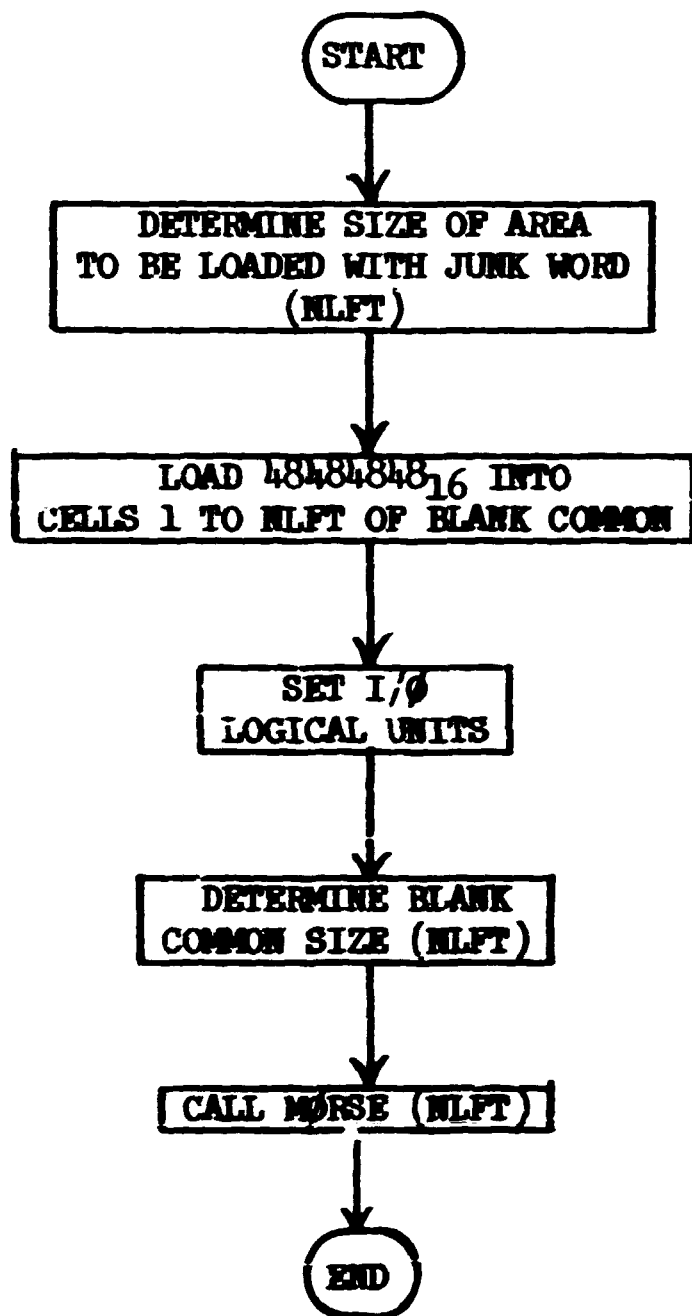 START
DETERMINE SIZE OF AREA
TO BE LOADED WITH JUNK WORD
(NLFT)
LOAD 48484848₁₆ INTO
CELLS 1 TO NLFT OF BLANK COMMON
SET I/Ø
LOGICAL UNITS
DETERMINE BLANK
COMMON SIZE (NLFT)
CALL MØRSE (NLFT)
END